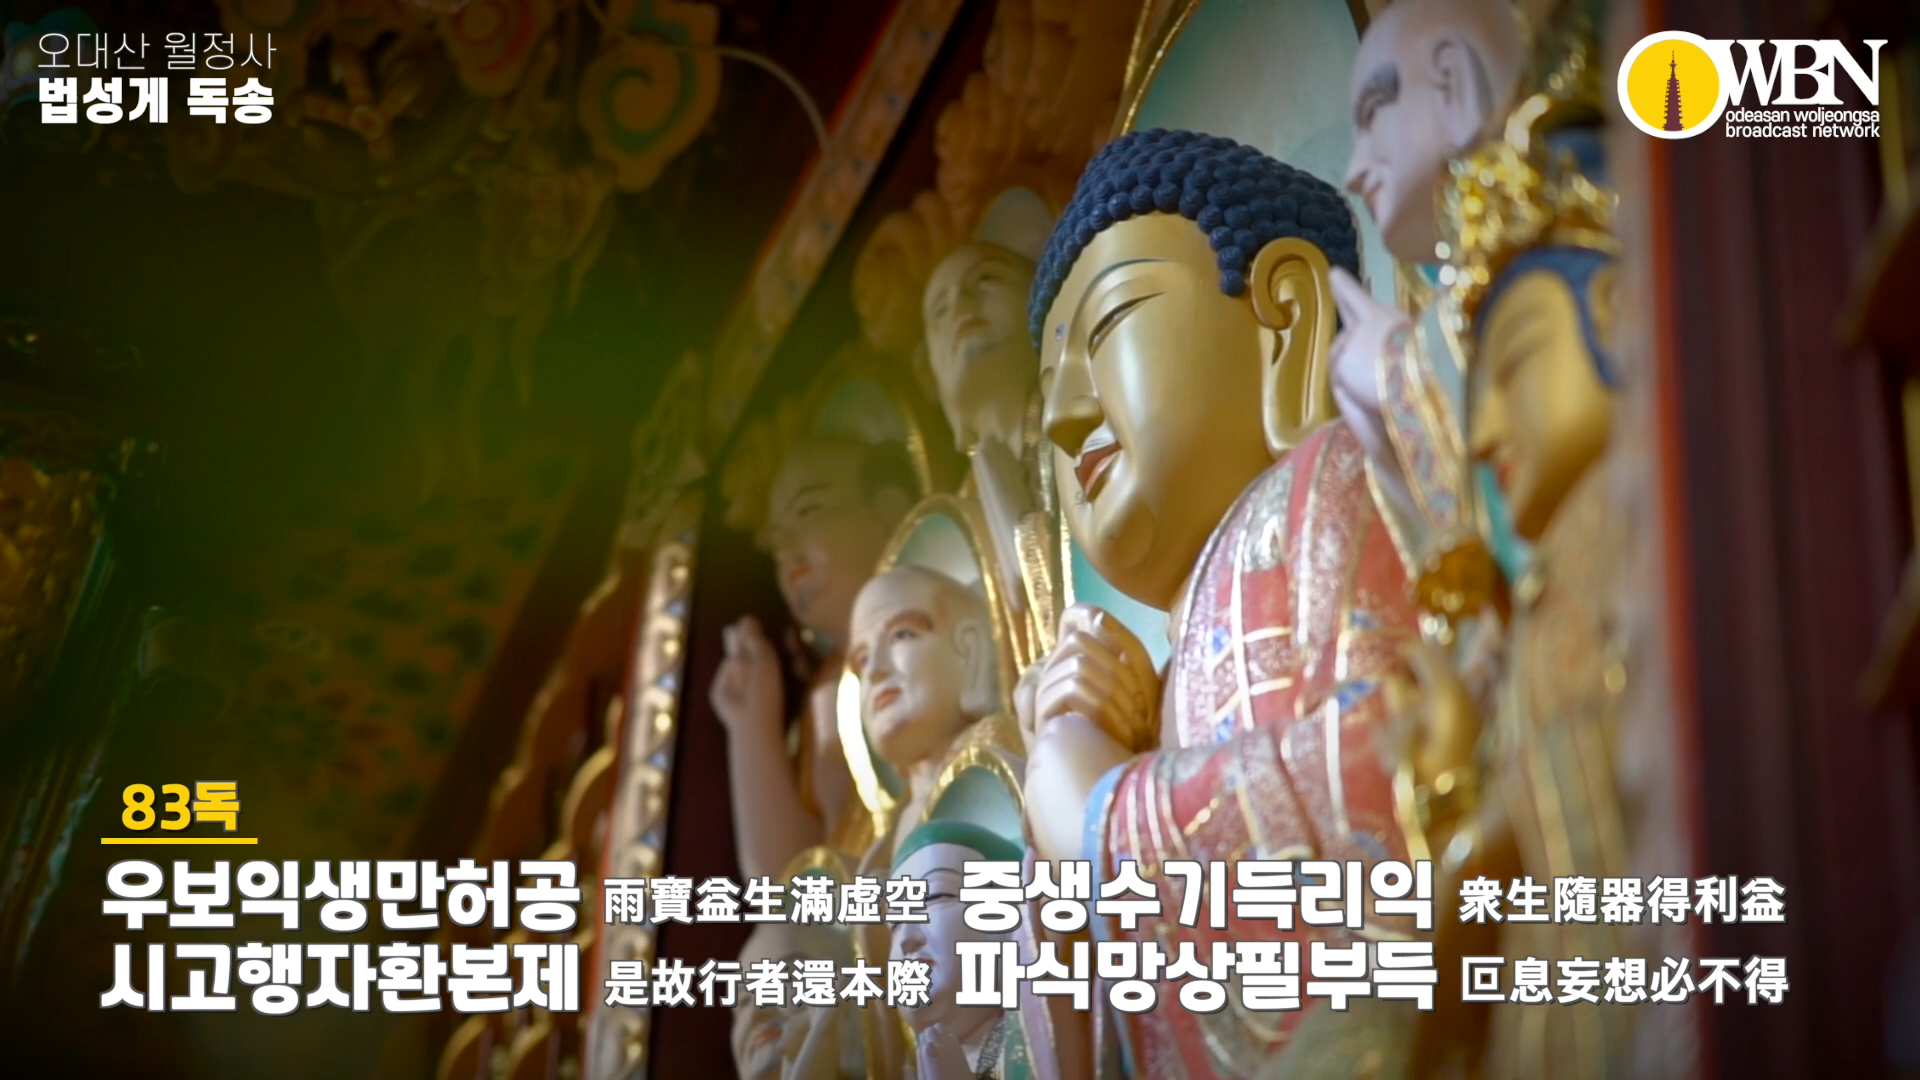 오대산 월정사
법성게 독송
WBN
odeasan woljeongsa
broadcast network
83독
우보익생만허공 雨寶益生滿虛空 중생수기득리익 衆生隨器得利益
시고행자환본제 是故行者還本際 파식망상필부득 叵息妄想必不得